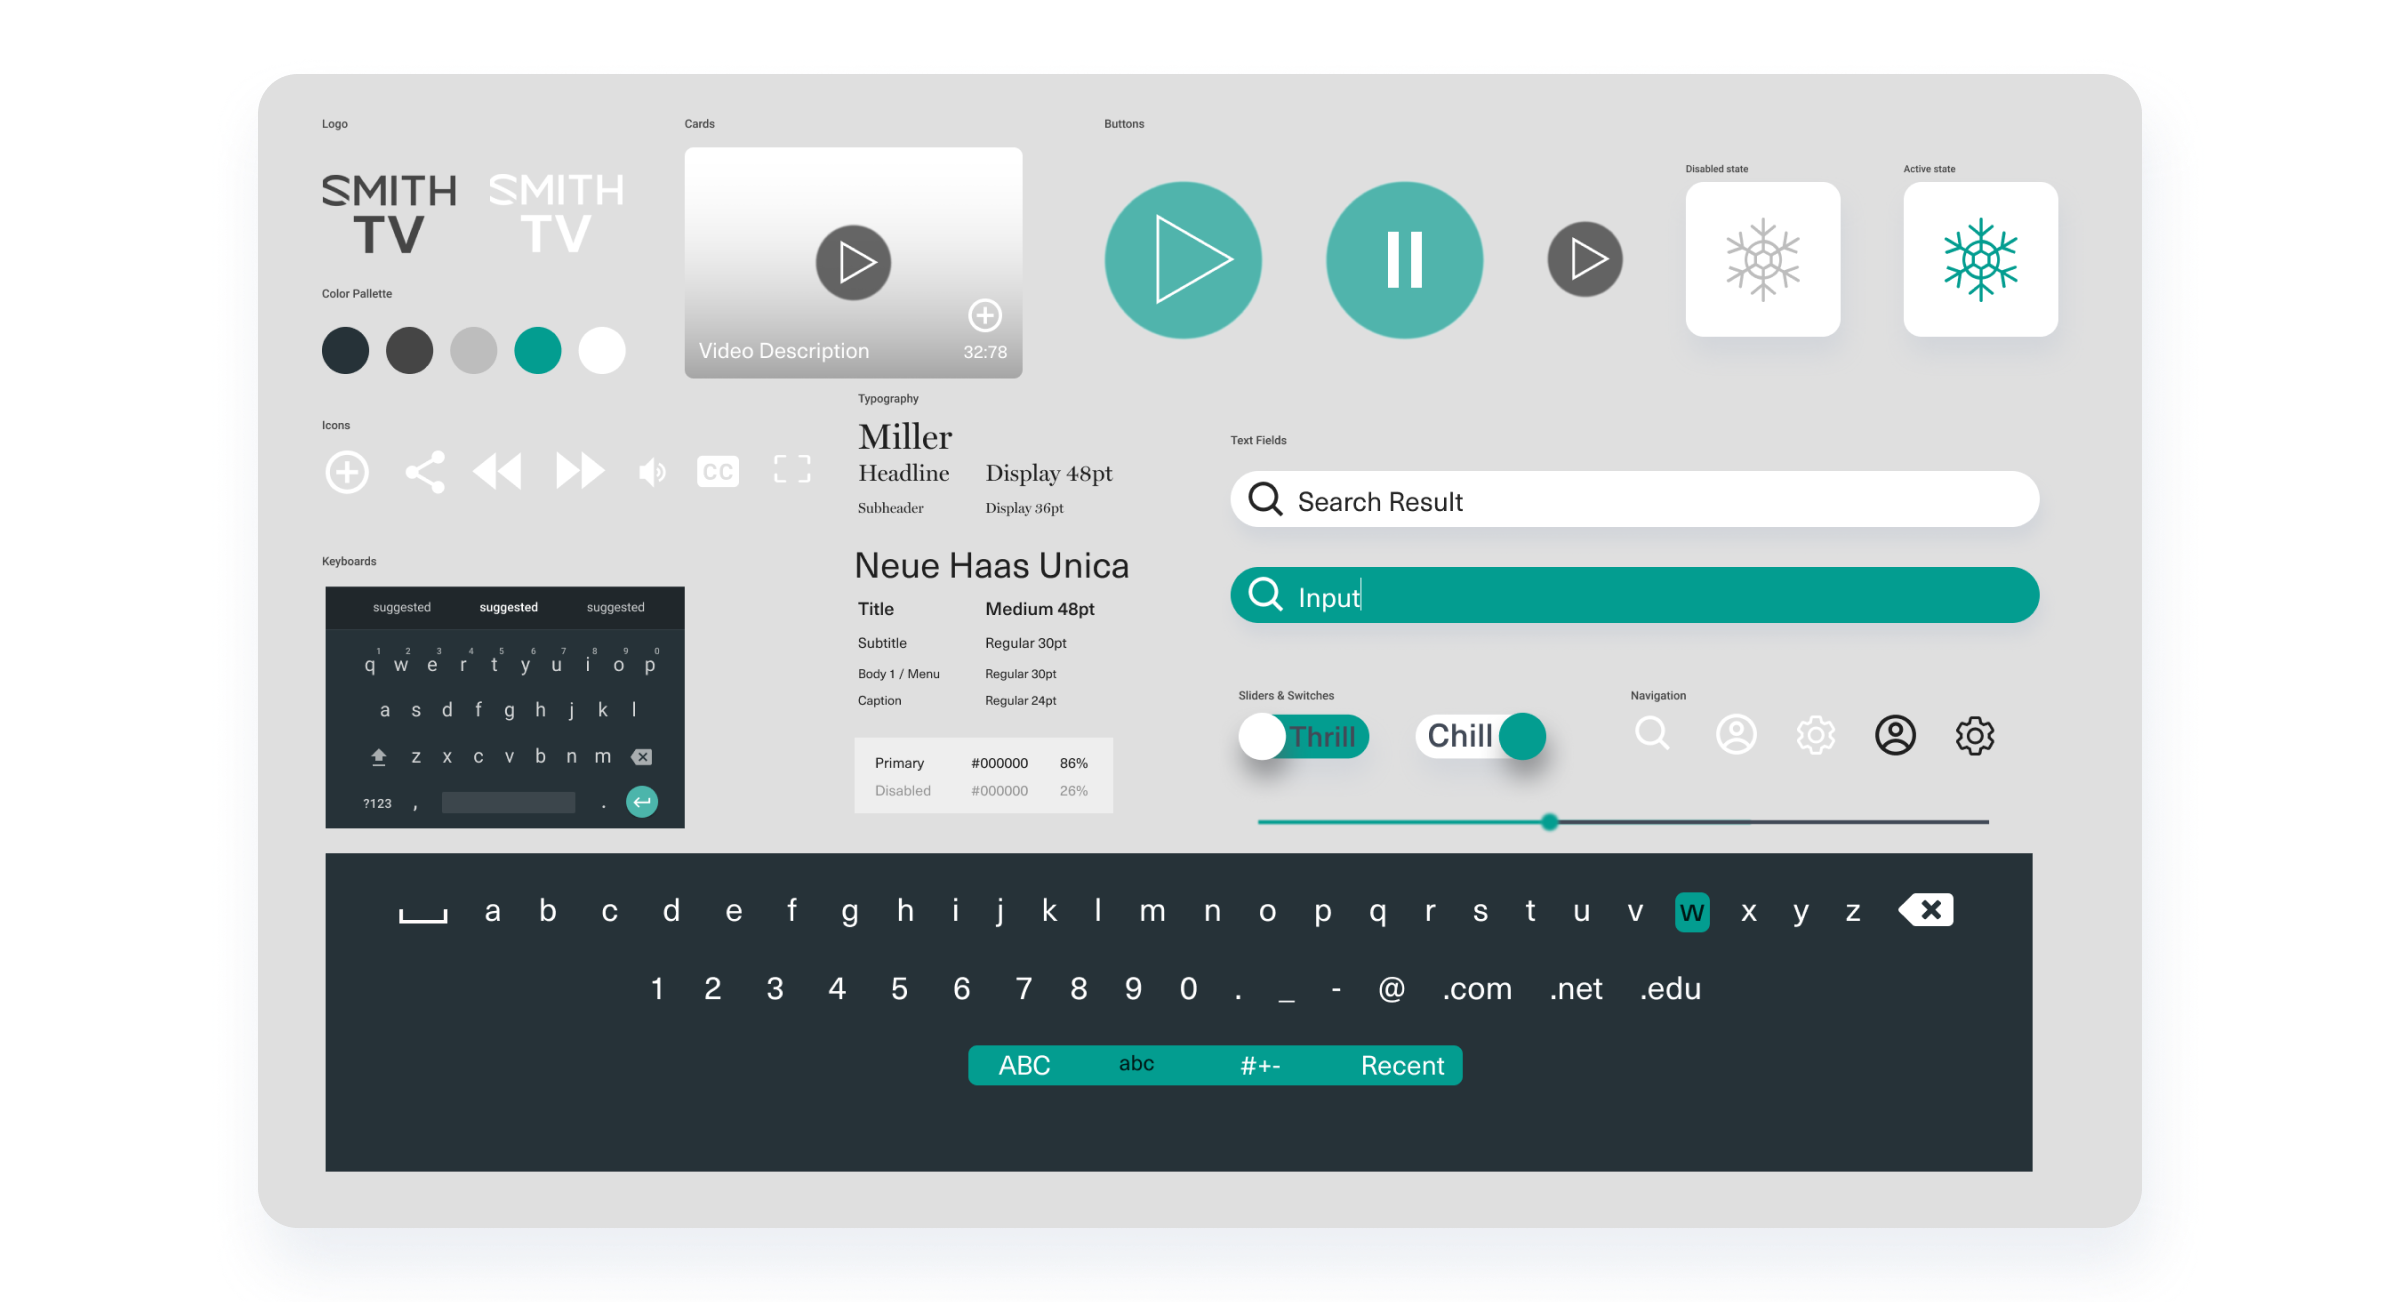 Logo
SMITH
TV
SMITH
TV
Color Pallette
Icons
CC
Keyboards
suggested suggested suggested
1 2 3 4 5 6 7 8 9 0
q w e r t y u i o p
a s d f g h j k l
z x c v b n m
?123 , .
Cards
Video Description 32:78
Typography
Miller
Headline Display 48pt
Subheader Display 36pt
Neue Haas Unica
Title Medium 48pt
Subtitle Regular 30pt
Body 1 / Menu Regular 30pt
Caption Regular 24pt
Primary #000000 86%
Disabled #000000 26%
Buttons
Disabled state
Active state
Text Fields
Search Result
Input
Sliders & Switches
Thrill
Chill
Navigation
a b c d e f g h i j k l m n o p q r s t u v w x y z
1 2 3 4 5 6 7 8 9 0 . _ - @ .com .net .edu
ABC abc #+- Recent